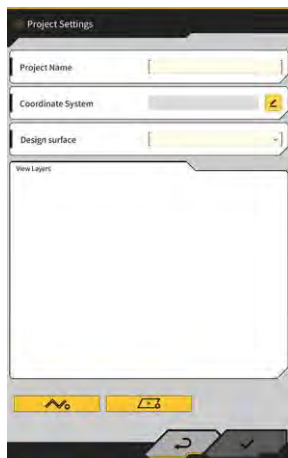 Project Settings
Project Name
Coordinate System
Design surface
View Layers